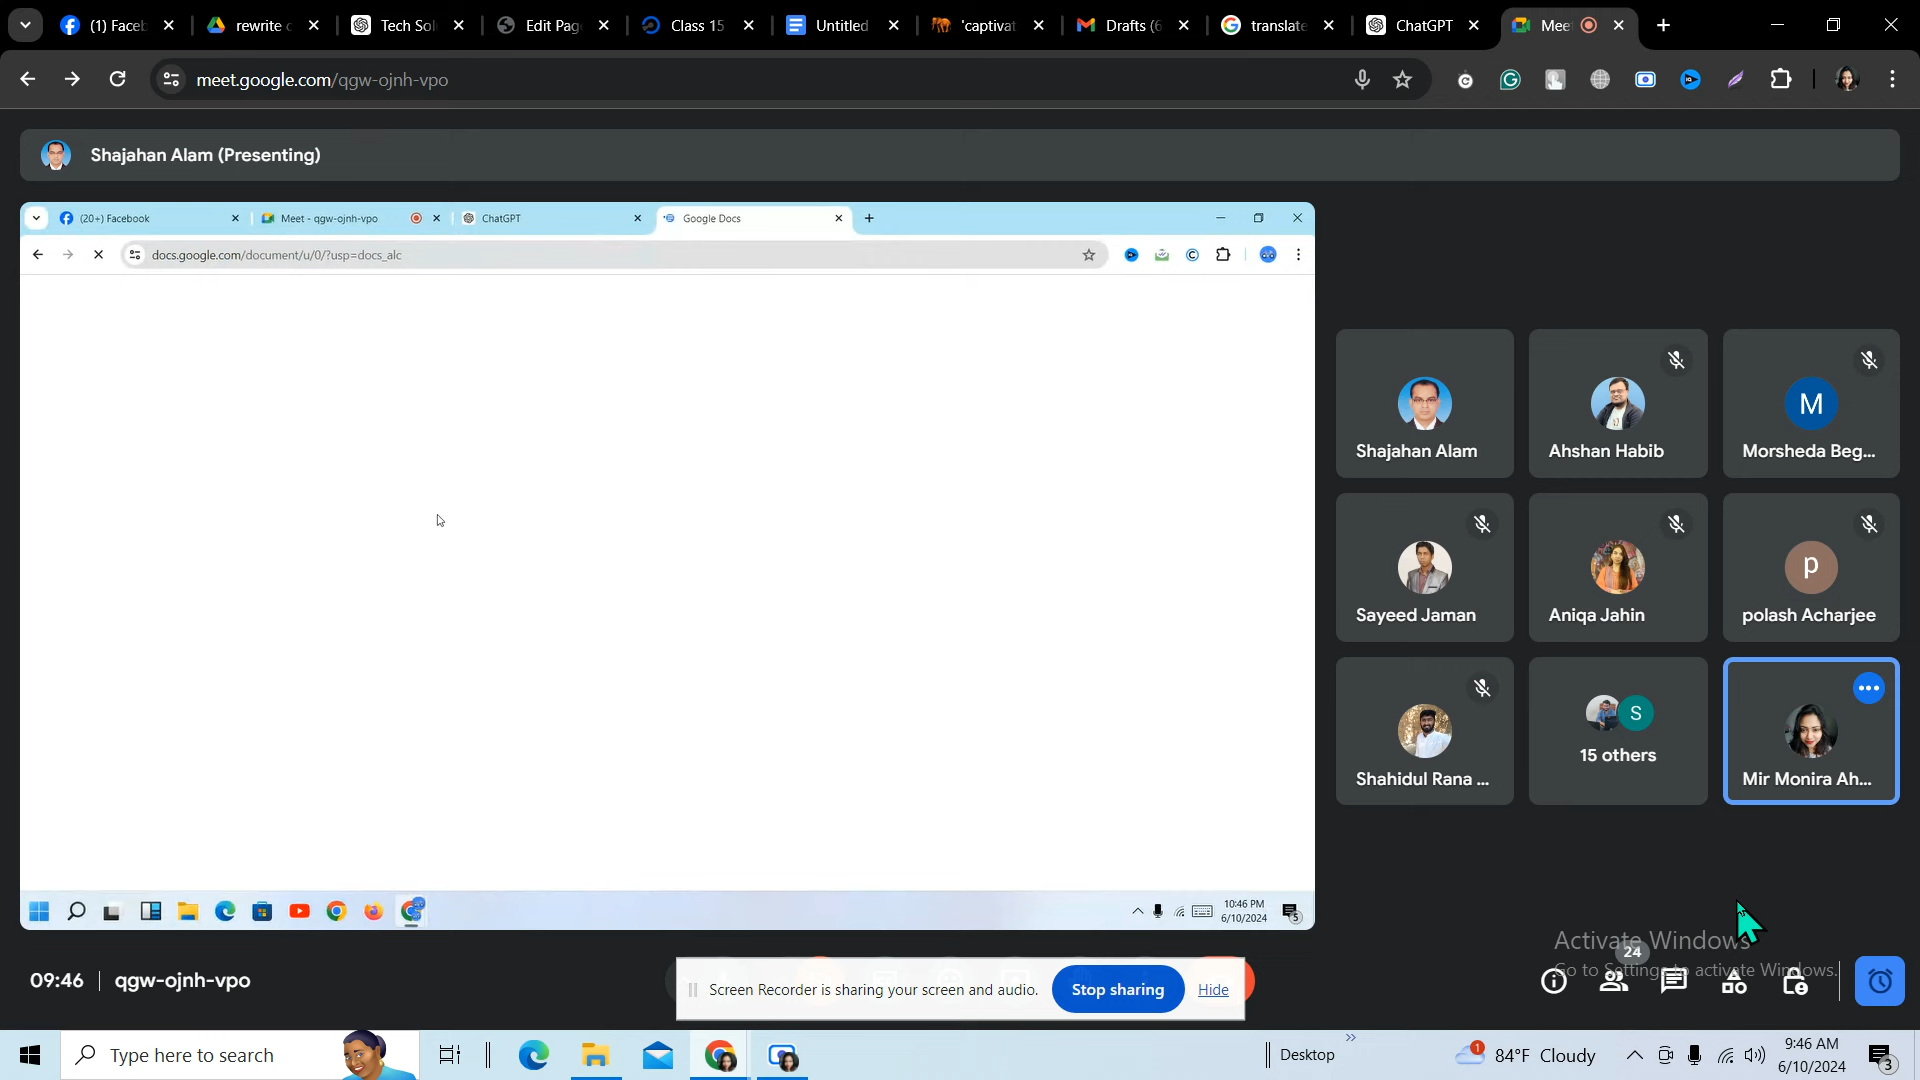 (1) Faceb
rewrite c
Tech Sol
Edit Pag
Class 15
Untitled
'captivat
Drafts (6
translate
ChatGPT
Mee
meet.google.com/qgw-ojnh-vpo
Shajahan Alam (Presenting)
(20+) Facebook
Meet - qgw-ojnh-vpo
ChatGPT
Google Docs
docs.google.com/document/u/0/?usp=docs_alc
Shajahan Alam
Ahshan Habib
M
Morsheda Beg...
Sayeed Jaman
Aniqa Jahin
p
polash Acharjee
Shahidul Rana ...
S
15 others
Mir Monira Ah...
10:46 PM
6/10/2024
5
09:46
qgw-ojnh-vpo
Screen Recorder is sharing your screen and audio.
Stop sharing
Hide
24
Activate Windows
Go to Settings to activate Windows.
Type here to search
Desktop
1
84°F Cloudy
9:46 AM
6/10/2024
3